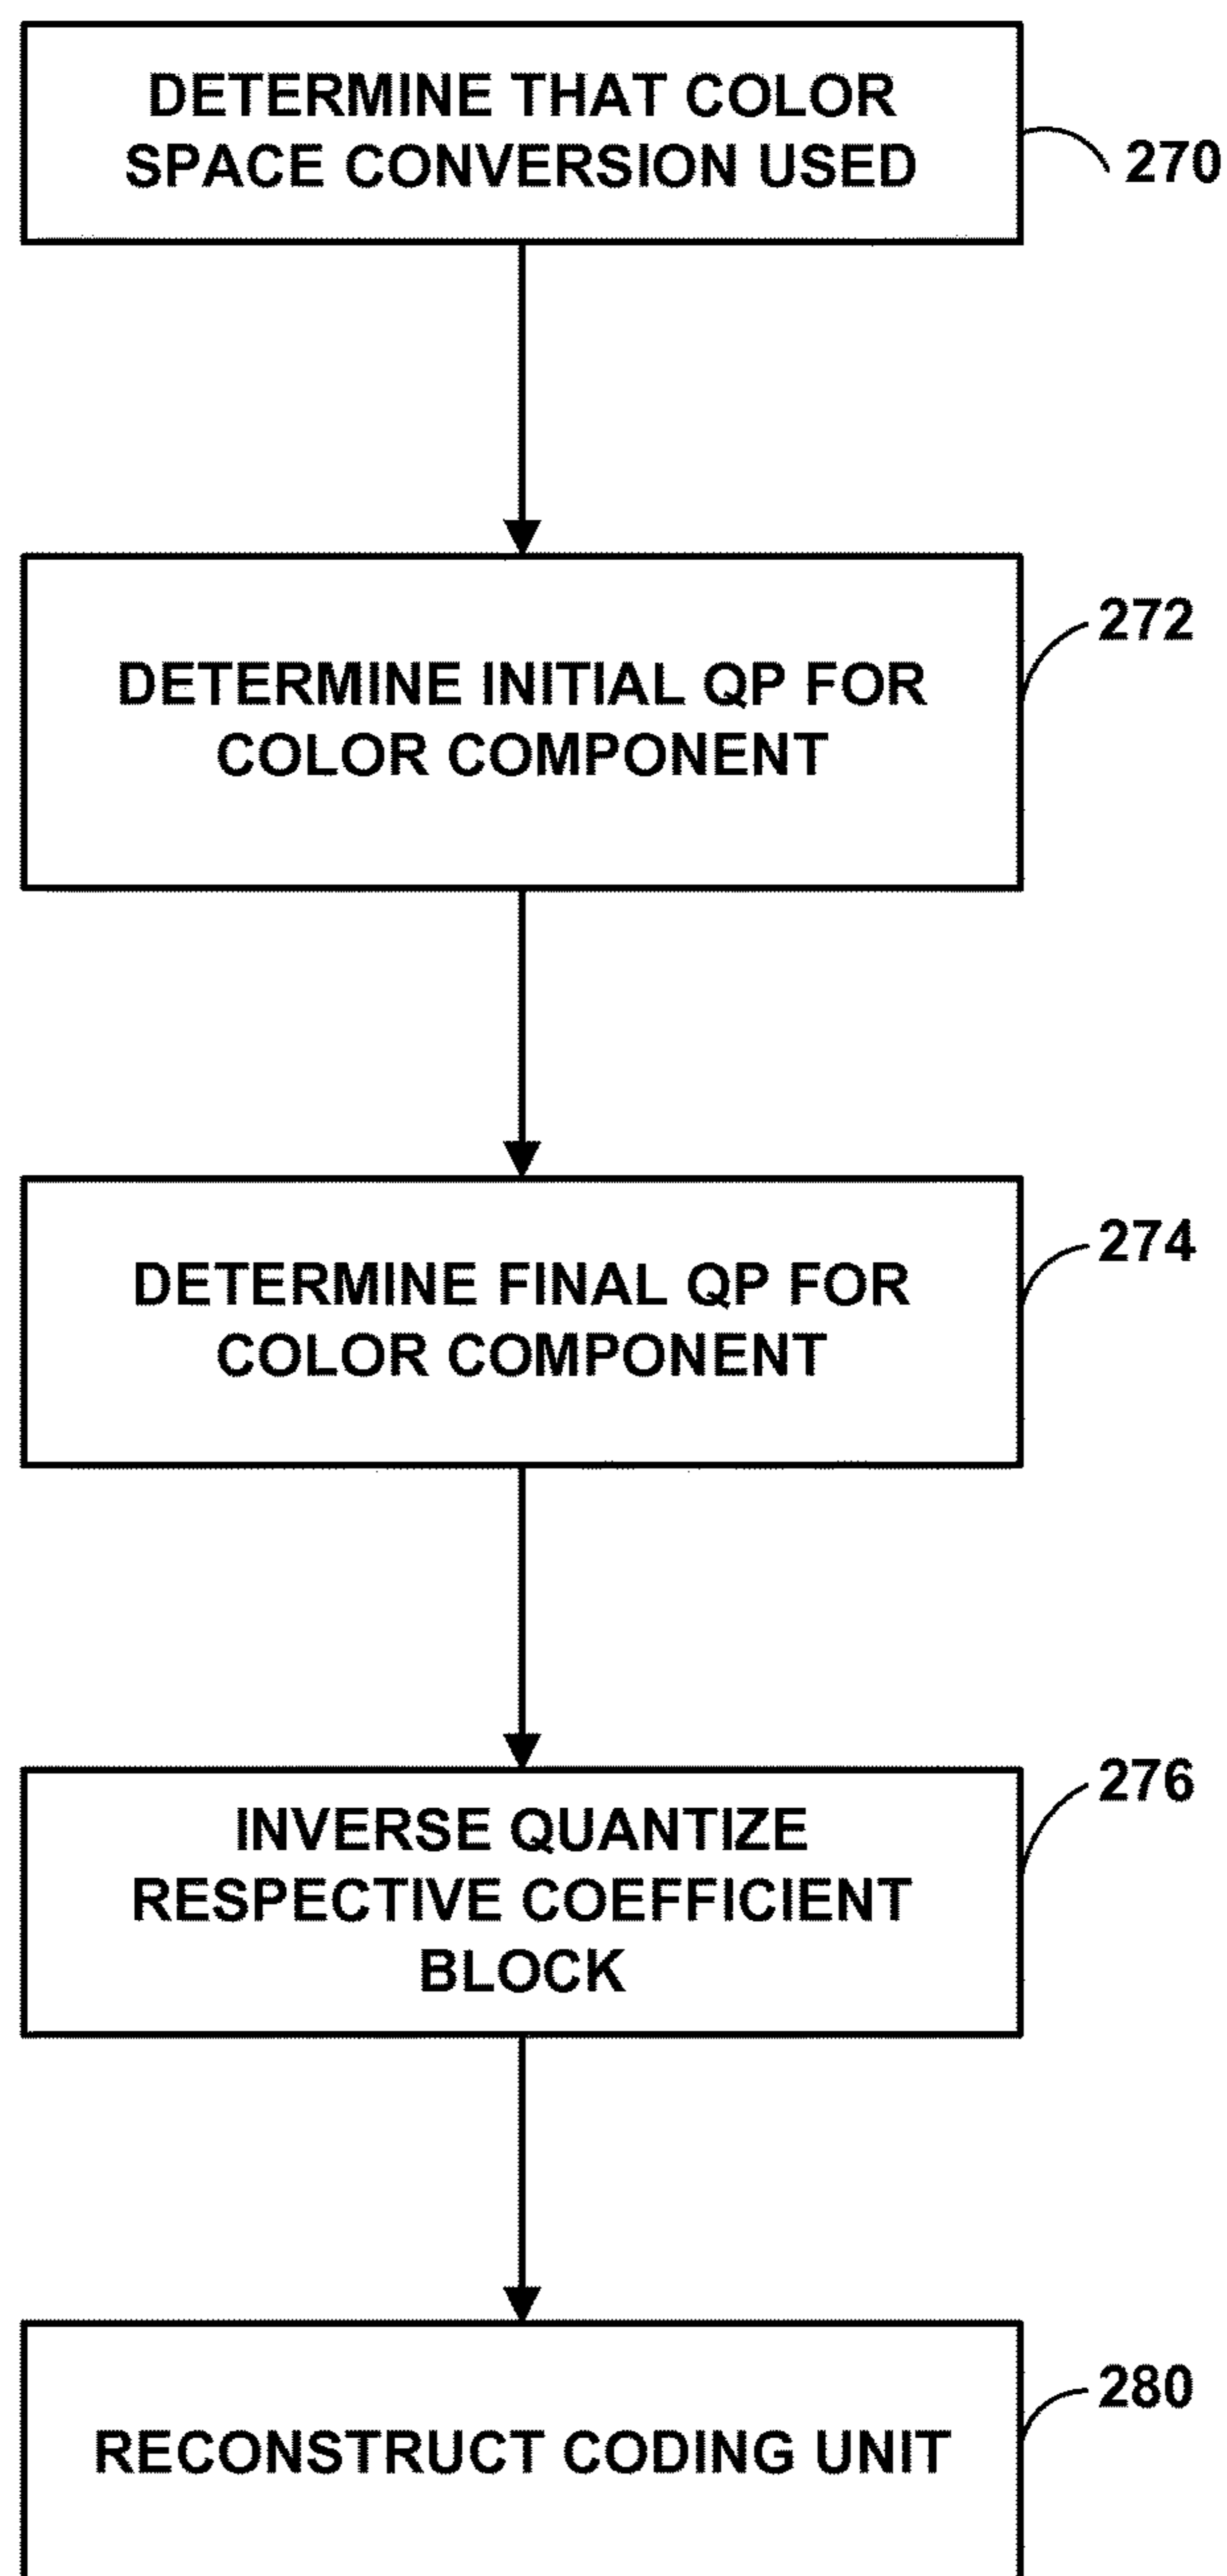 DETERMINE THAT COLOR
SPACE CONVERSION USED
270
DETERMINE INITIAL QP FOR
COLOR COMPONENT
272
DETERMINE FINAL QP FOR
COLOR COMPONENT
274
INVERSE QUANTIZE
RESPECTIVE COEFFICIENT
BLOCK
276
RECONSTRUCT CODING UNIT
280